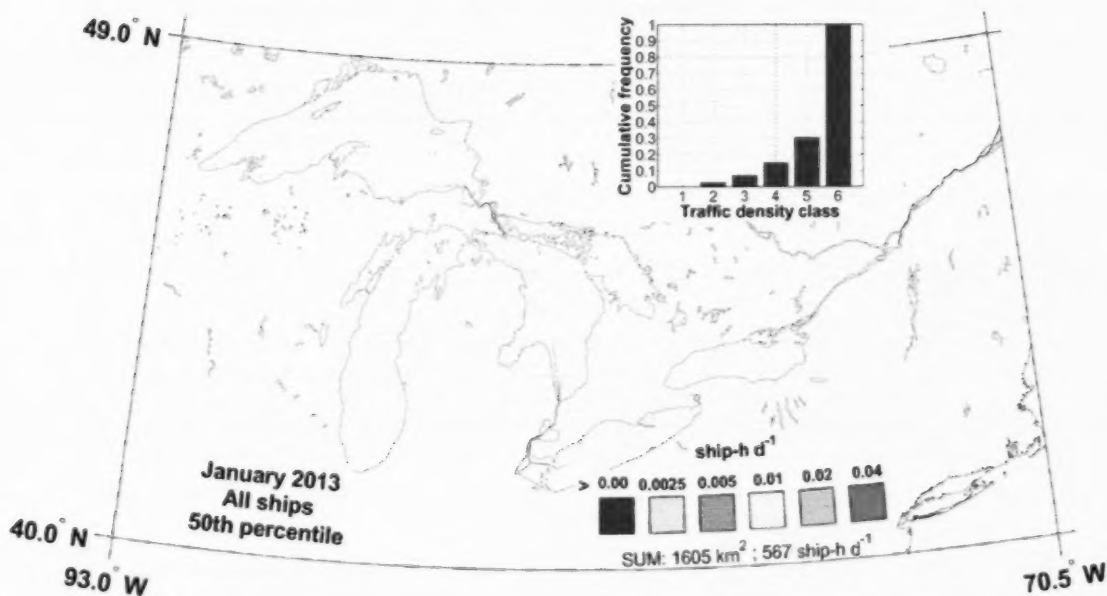 49.0° N
1
0.9
0.8
0.7
0.6
0.5
0.4
0.3
0.2
0.1
0
Cumulative frequency
1 2 3 4 5 6
Traffic density class
January 2013
All ships
50th percentile
ship-h d⁻¹
> 0.00 0.0025 0.005 0.01 0.02 0.04
SUM: 1605 km² ; 567 ship-h d⁻¹
40.0° N
93.0° W
70.5° W